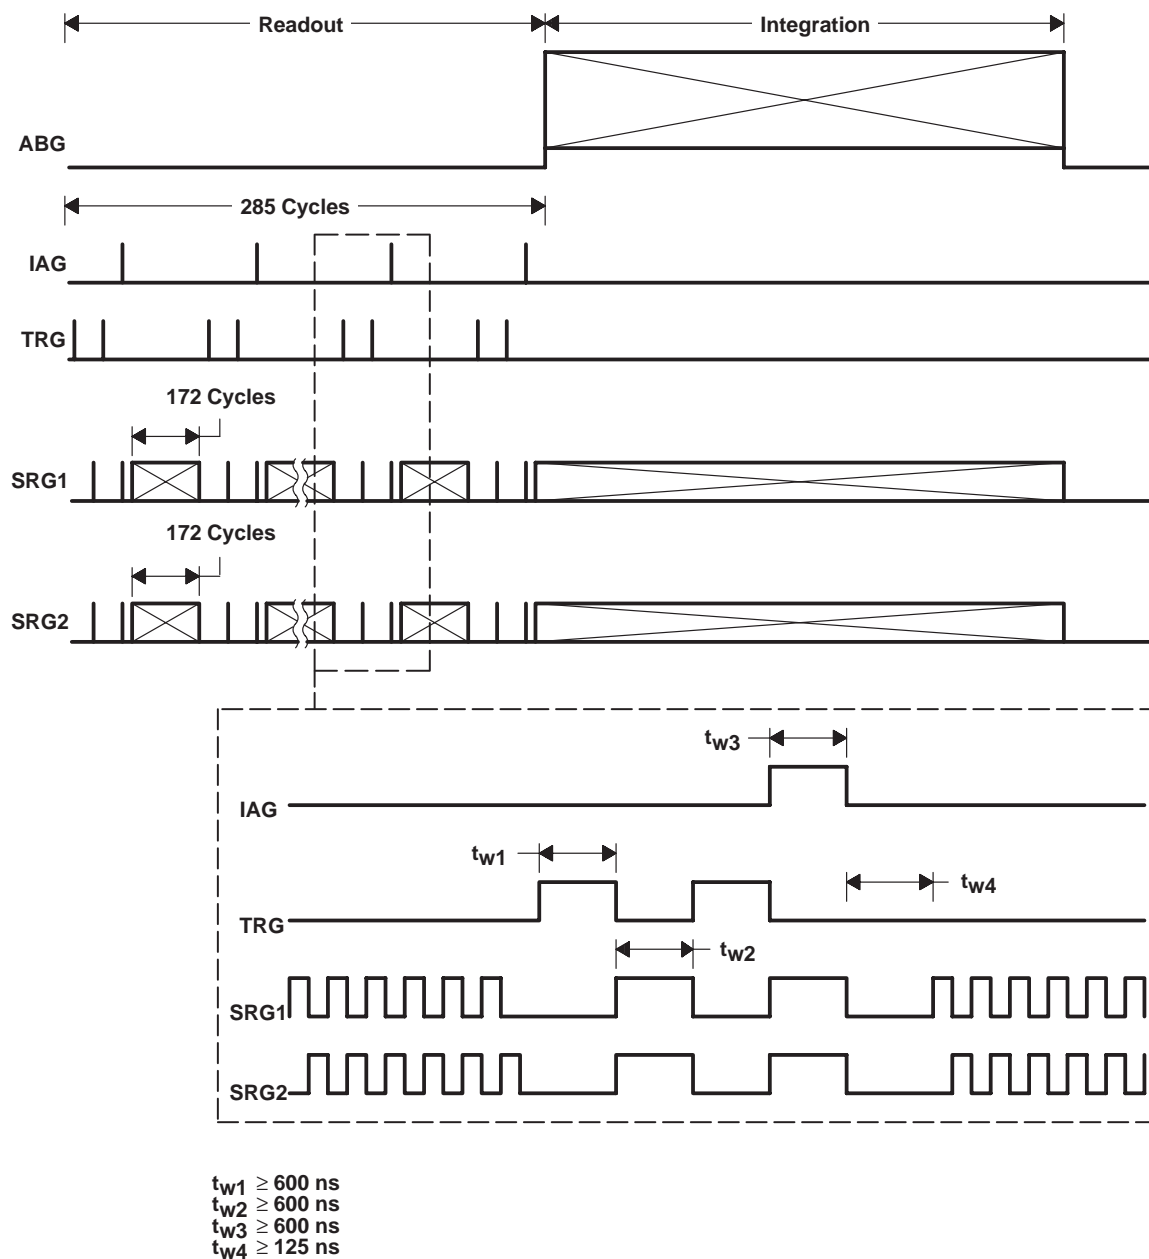 Readout
Integration
ABG
285 Cycles
IAG
TRG
172 Cycles
SRG1
172 Cycles
SRG2
tw3
IAG
tw1
tw4
TRG
tw2
SRG1
SRG2
tw1 ≥ 600 ns
tw2 ≥ 600 ns
tw3 ≥ 600 ns
tw4 ≥ 125 ns